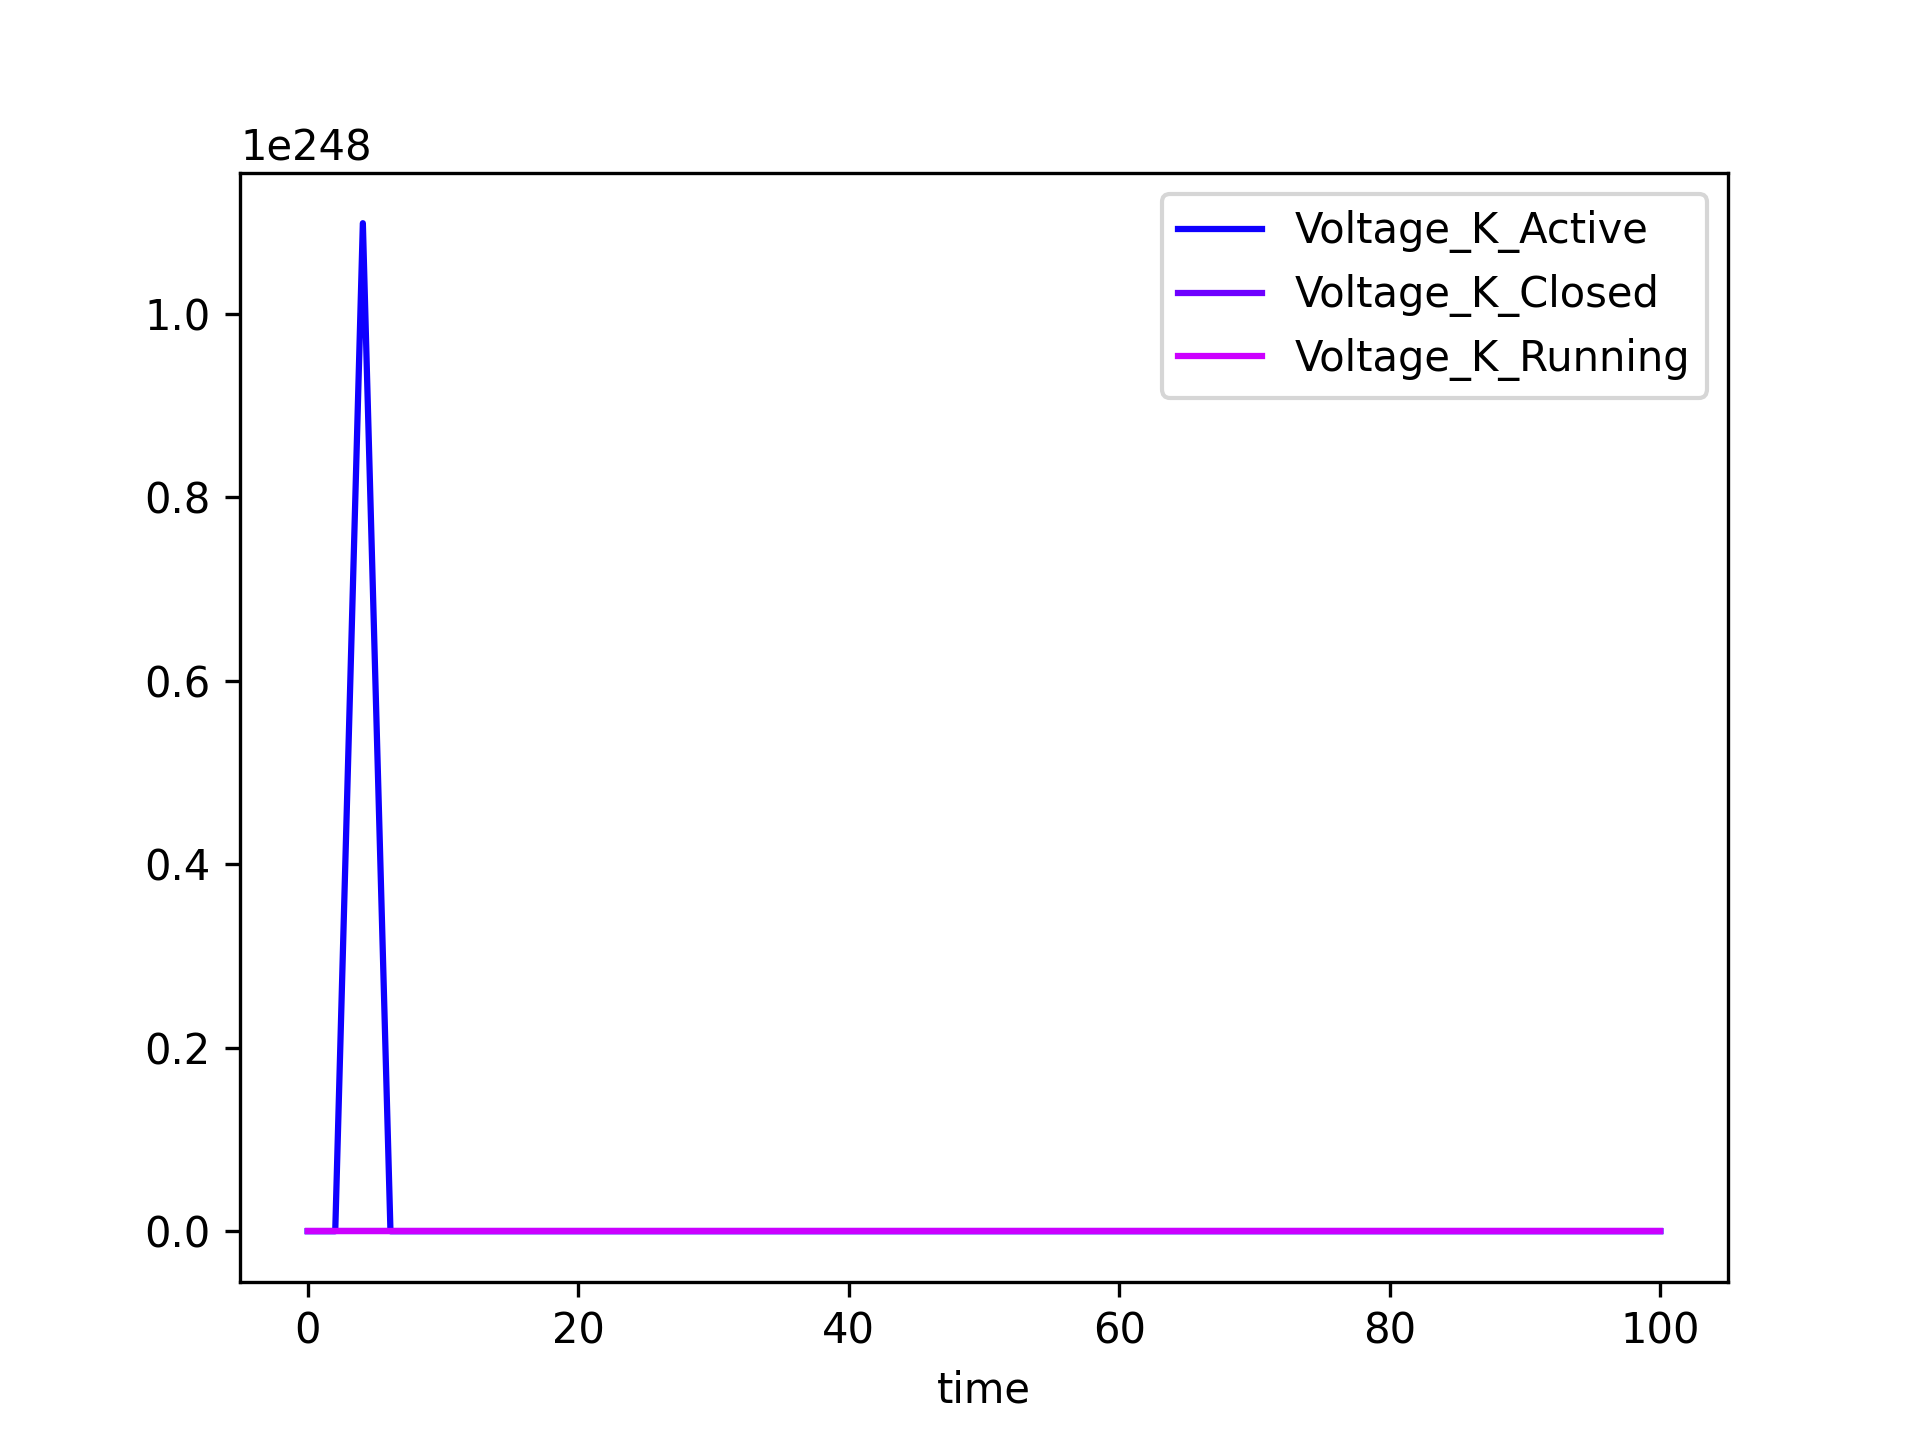 1e248
Voltage_K_Active
Voltage_K_Closed
Voltage_K_Running
1.0
0.8
0.6
0.4
0.2
0.0
0 20 40 60 80 100
time